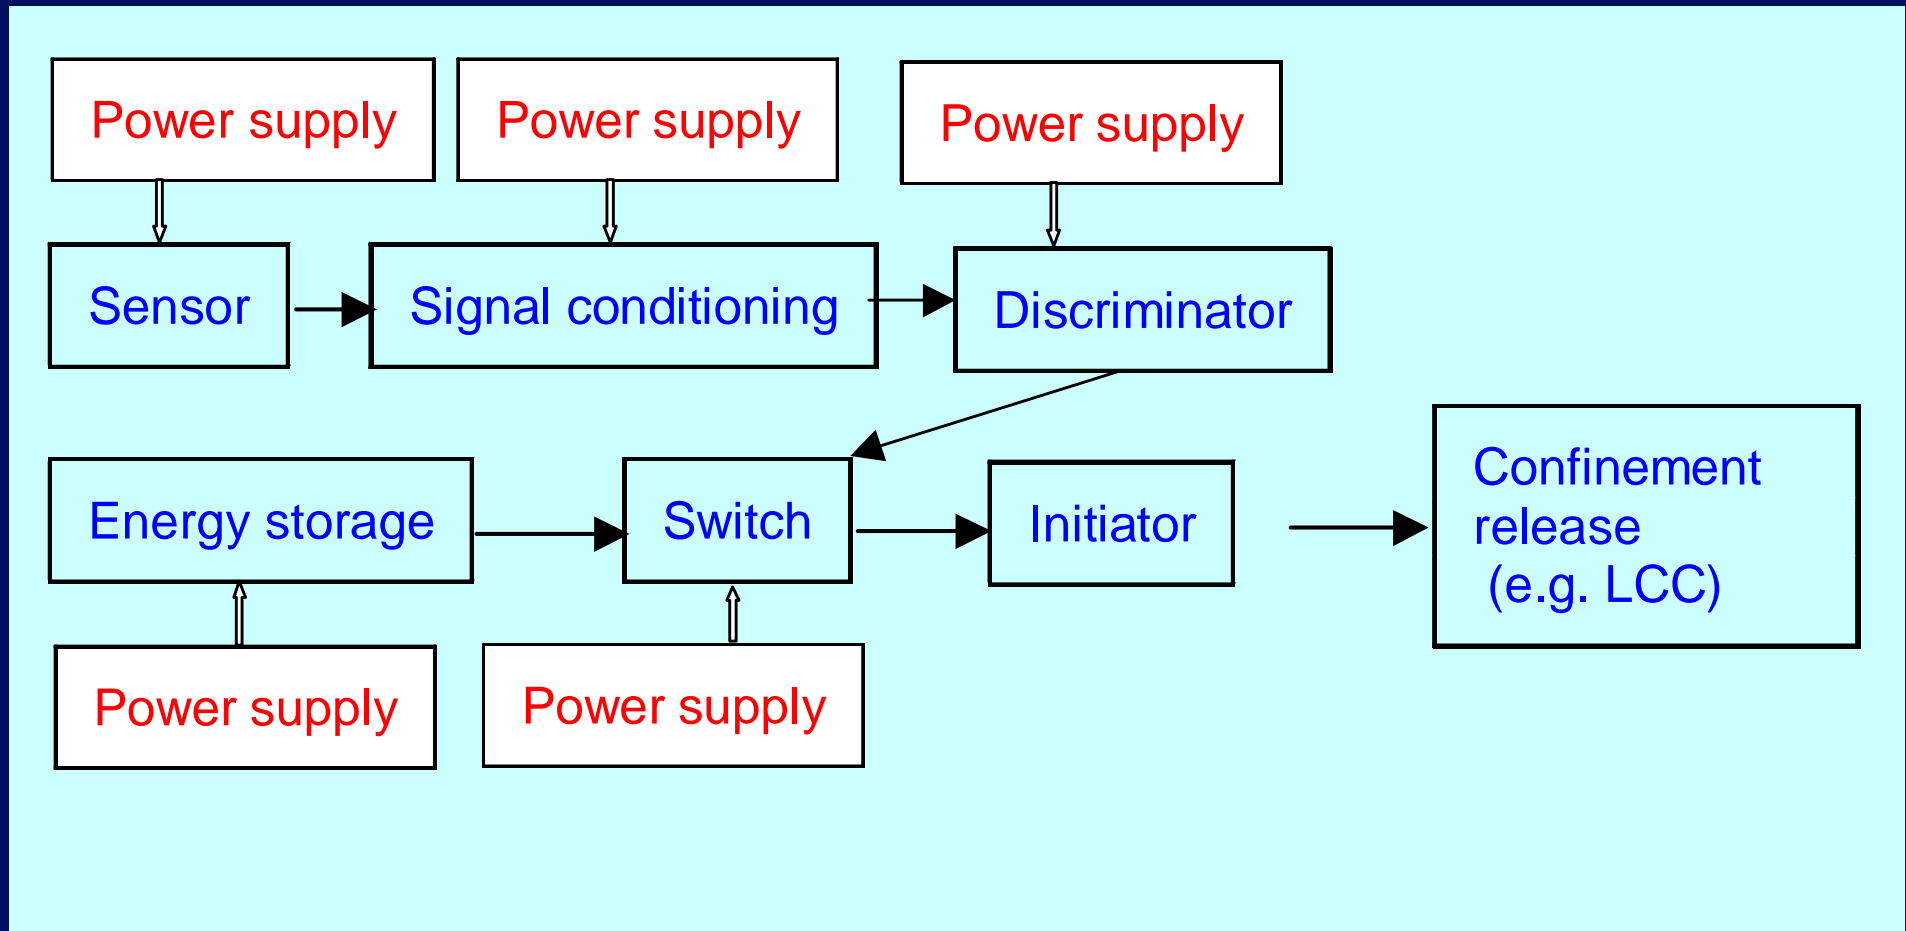 Power supply
Power supply
Power supply
Sensor
Signal conditioning
Discriminator
Energy storage
Switch
Initiator
Confinement
release
(e.g. LCC)
Power supply
Power supply